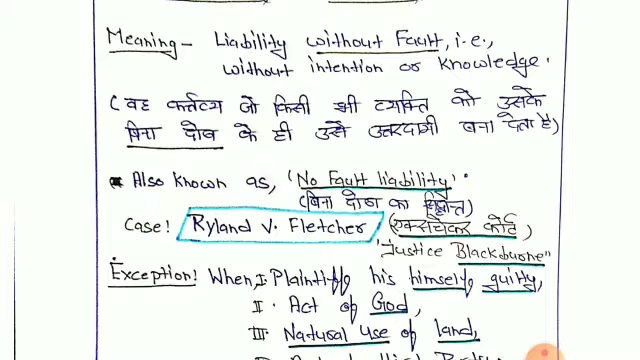 Meaning - Liability without Fault, i.e.,
without intention or knowledge.
(वह कर्त्तव्य जो किसी भी व्यक्ति को उसके
बिना दोष के ही उसे उत्तरदायी बना देता है)
Also known as, 'No Fault liability'
(बिना दोष का सिद्धांत)
Case: Ryland V. Fletcher (एक्सचेकर कोर्ट)
"Justice Blackburne"
Exception: When, I. Plaintiff his himself guilty,
II. Act of God,
III. Natural use of land,